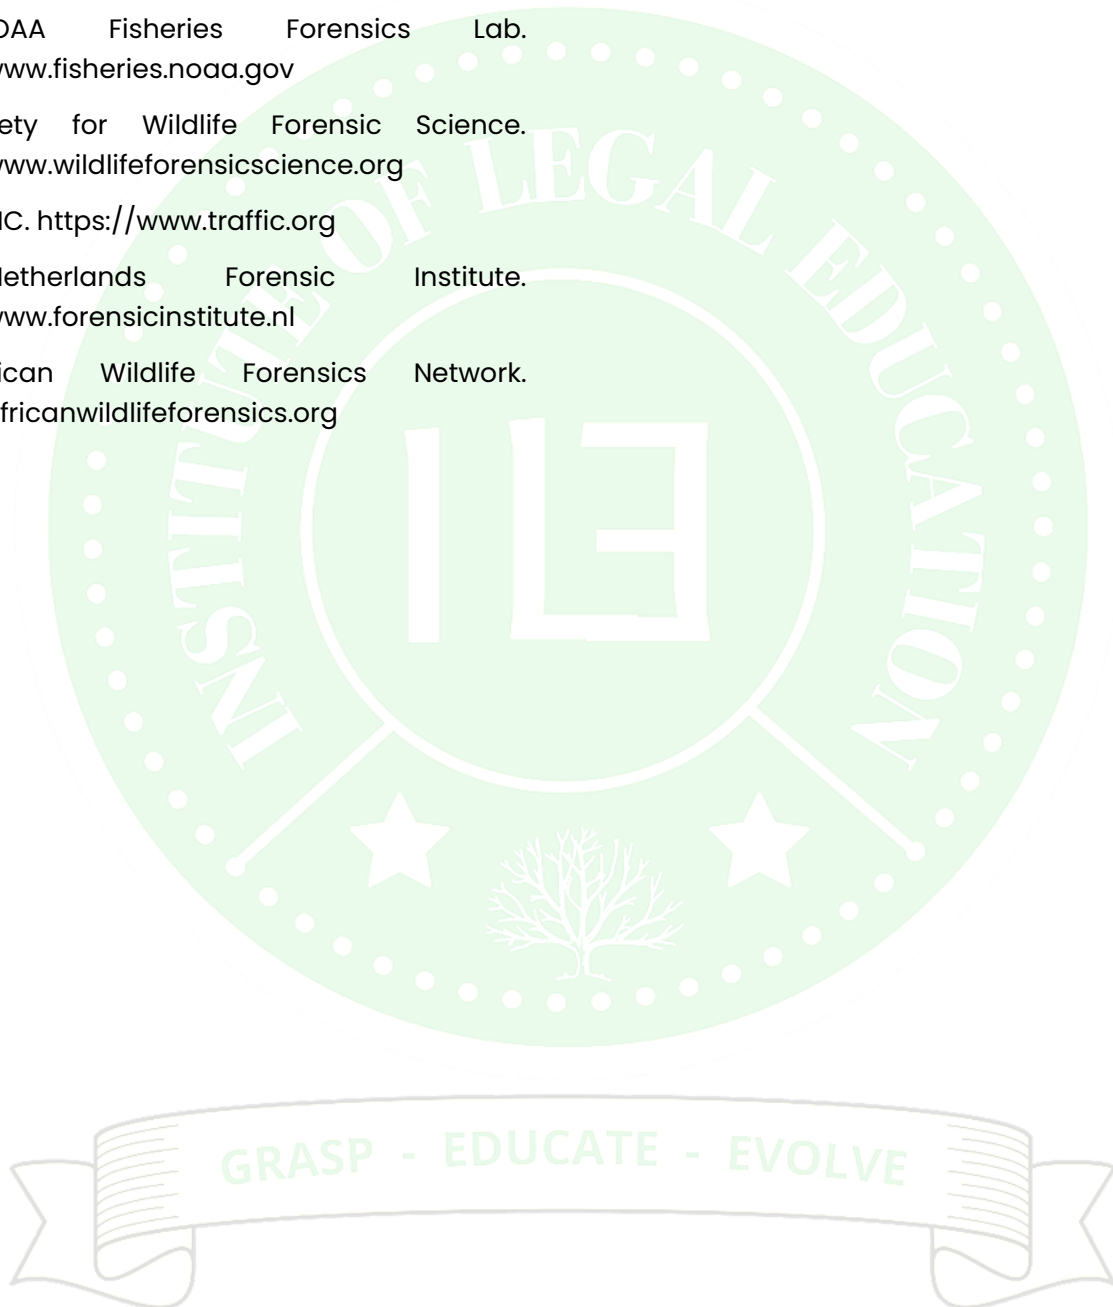 OAA Fisheries Forensics Lab.
www.fisheries.noaa.gov
ety for Wildlife Forensic Science.
www.wildlifeforensicscience.org
IC. https://www.traffic.org
Netherlands Forensic Institute.
www.forensicinstitute.nl
ican Wildlife Forensics Network.
fricanwildlifeforensics.org
INSTITUTE OF LEGAL EDUCATION
ILE
GRASP - EDUCATE - EVOLVE